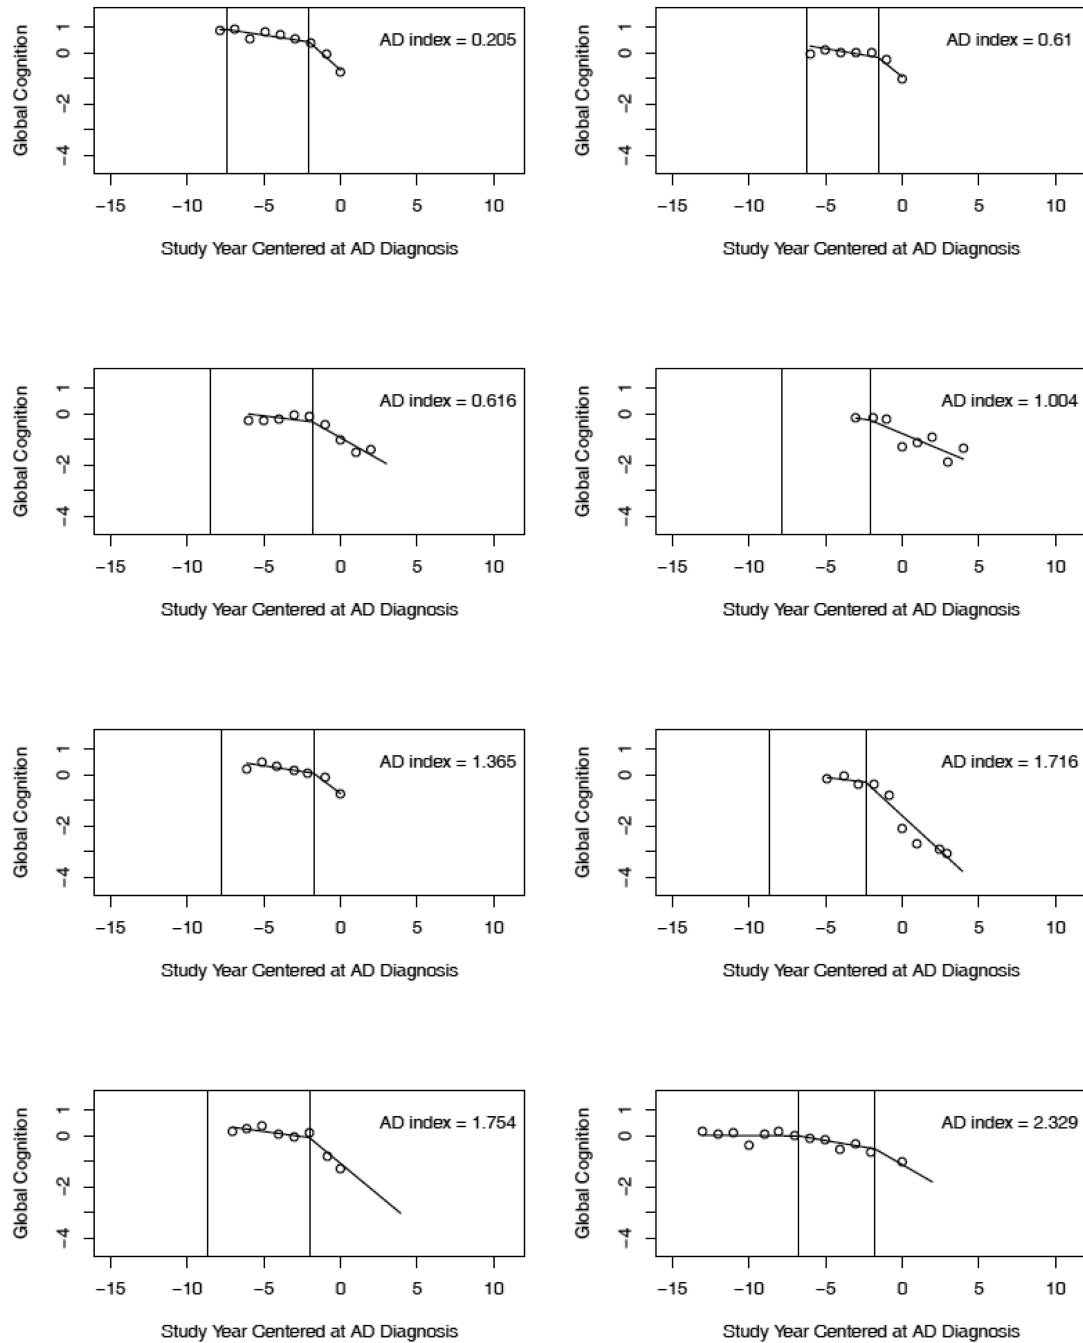 AD index = 0.205
Global Cognition
1
0
−2
−4
−15 −10 −5 0 5 10
Study Year Centered at AD Diagnosis
AD index = 0.61
Global Cognition
1
0
−2
−4
−15 −10 −5 0 5 10
Study Year Centered at AD Diagnosis
AD index = 0.616
Global Cognition
1
0
−2
−4
−15 −10 −5 0 5 10
Study Year Centered at AD Diagnosis
AD index = 1.004
Global Cognition
1
0
−2
−4
−15 −10 −5 0 5 10
Study Year Centered at AD Diagnosis
AD index = 1.365
Global Cognition
1
0
−2
−4
−15 −10 −5 0 5 10
Study Year Centered at AD Diagnosis
AD index = 1.716
Global Cognition
1
0
−2
−4
−15 −10 −5 0 5 10
Study Year Centered at AD Diagnosis
AD index = 1.754
Global Cognition
1
0
−2
−4
−15 −10 −5 0 5 10
Study Year Centered at AD Diagnosis
AD index = 2.329
Global Cognition
1
0
−2
−4
−15 −10 −5 0 5 10
Study Year Centered at AD Diagnosis